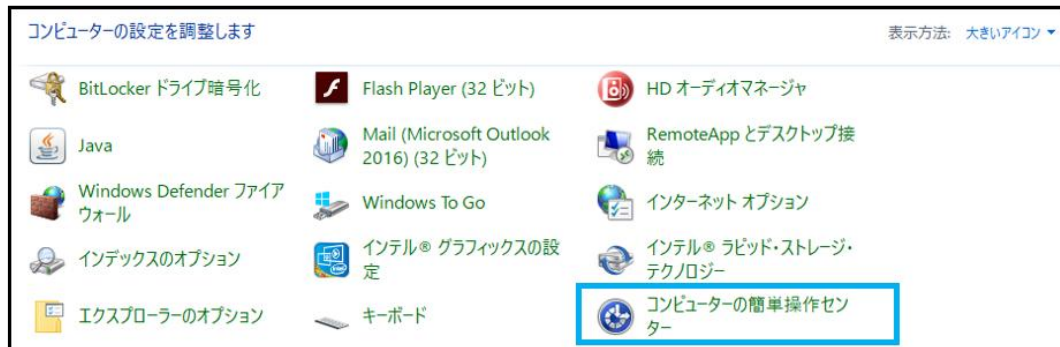 コンピューターの設定を調整します
表示方法: 大きいアイコン
BitLocker ドライブ暗号化
Flash Player (32 ビット)
HD オーディオマネージャ
Java
Mail (Microsoft Outlook
2016) (32 ビット)
RemoteApp とデスクトップ接
続
Windows Defender ファイア
ウォール
Windows To Go
インターネット オプション
インデックスのオプション
インテル® グラフィックスの設
定
インテル® ラピッド・ストレージ・
テクノロジー
エクスプローラーのオプション
キーボード
コンピューターの簡単操作セン
ター